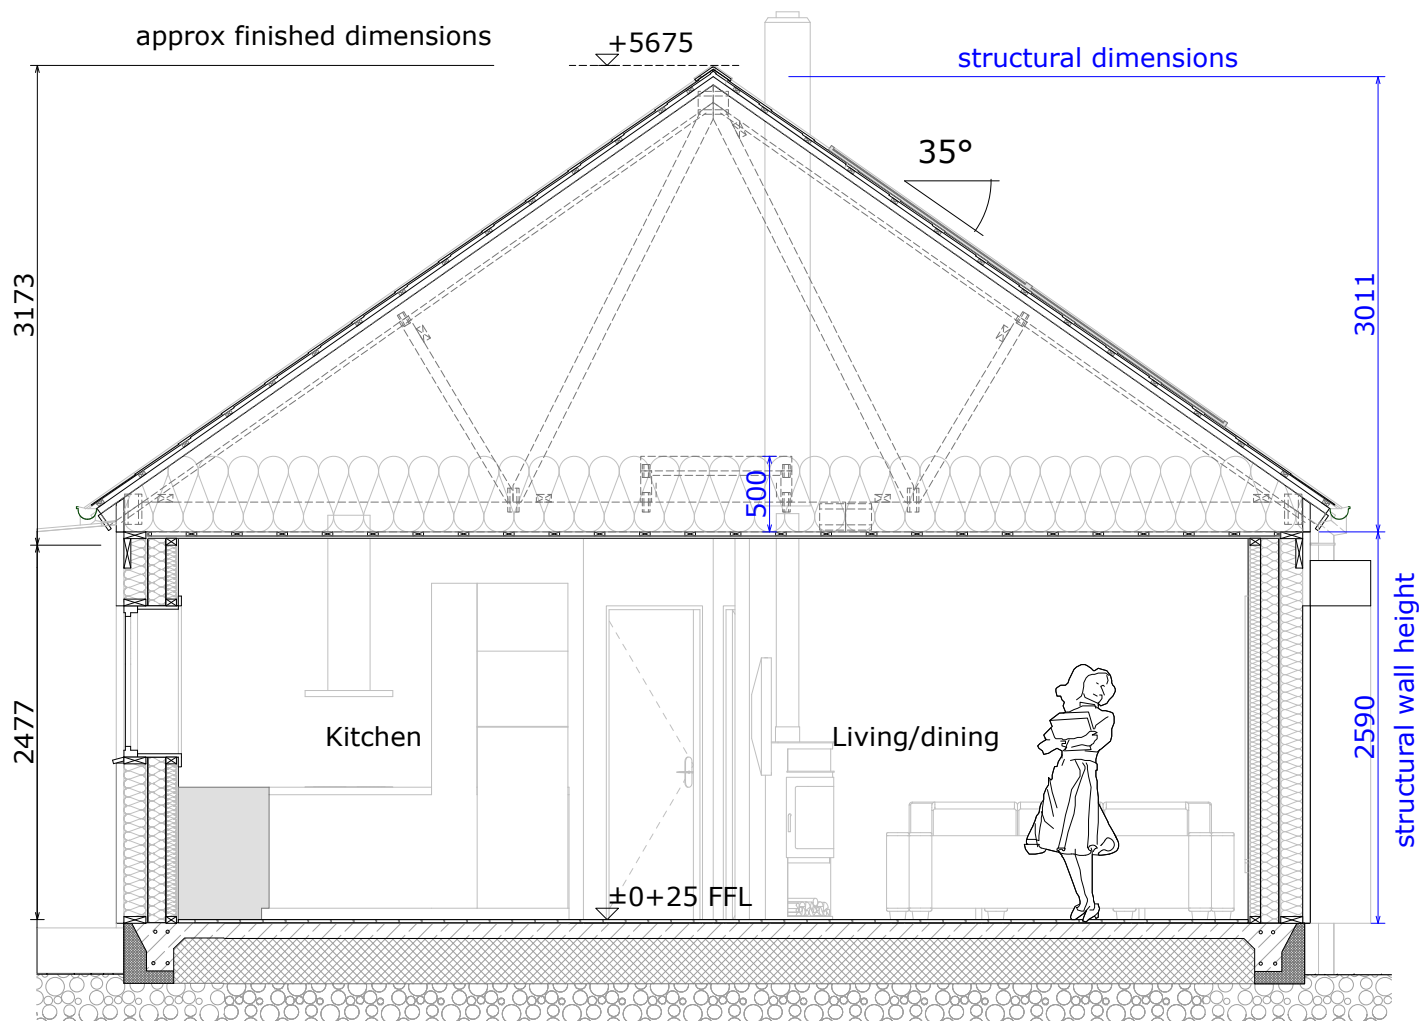 approx finished dimensions
+5675
structural dimensions
35°
3173
3011
500
2477
Kitchen
Living/dining
2590
structural wall height
±0+25 FFL